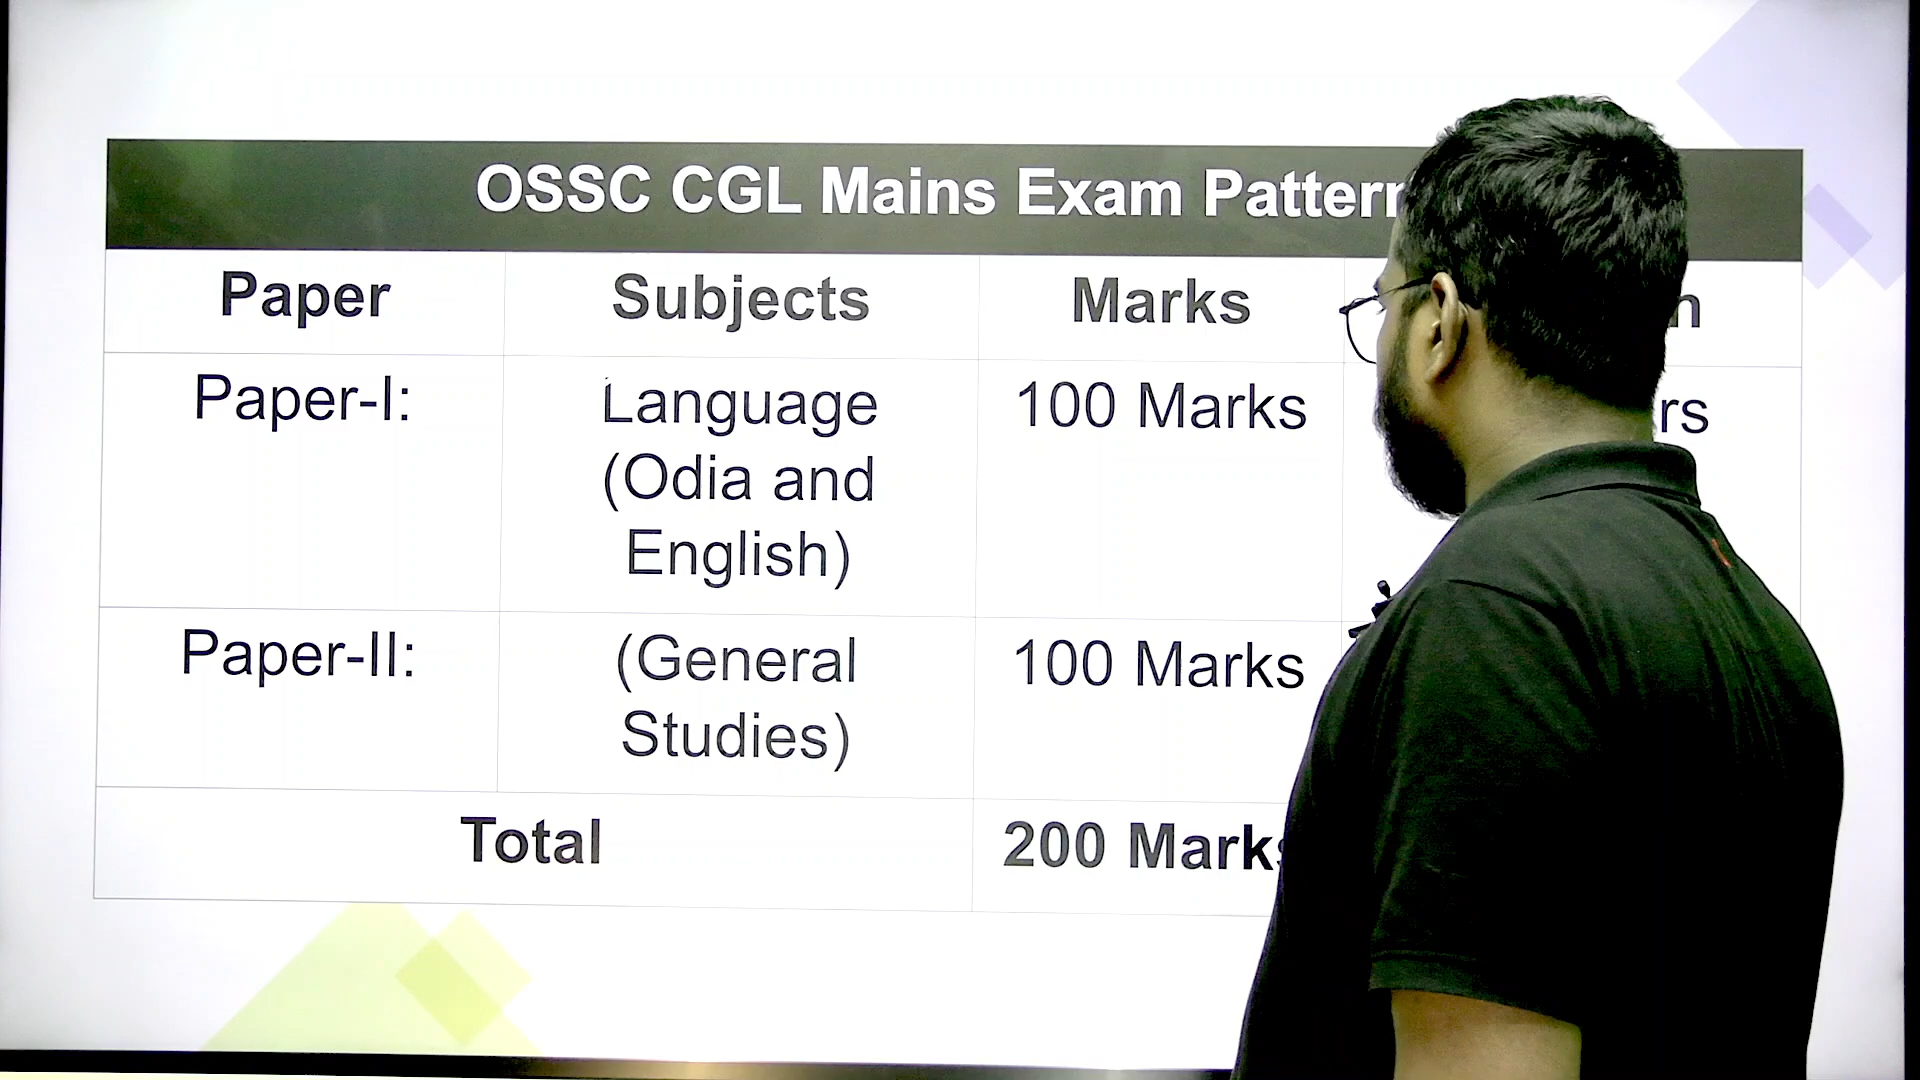 OSSC CGL Mains Exam Pattern
Paper Subjects Marks
Paper-I: Language 100 Marks
(Odia and
English)
Paper-II: (General 100 Marks
Studies)
Total 200 Marks